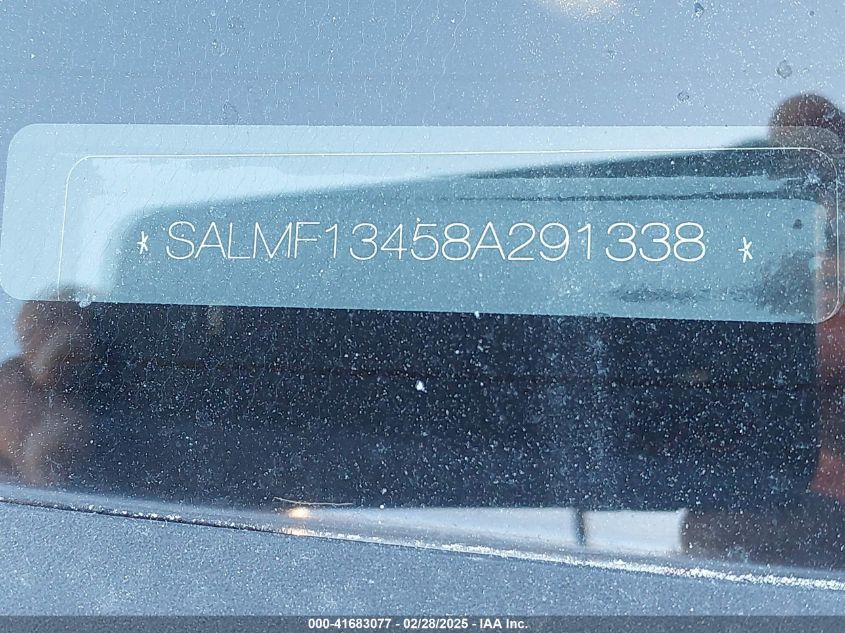 * SALMF13458A291338 *
000-41683077 - 02/28/2025 - IAA Inc.